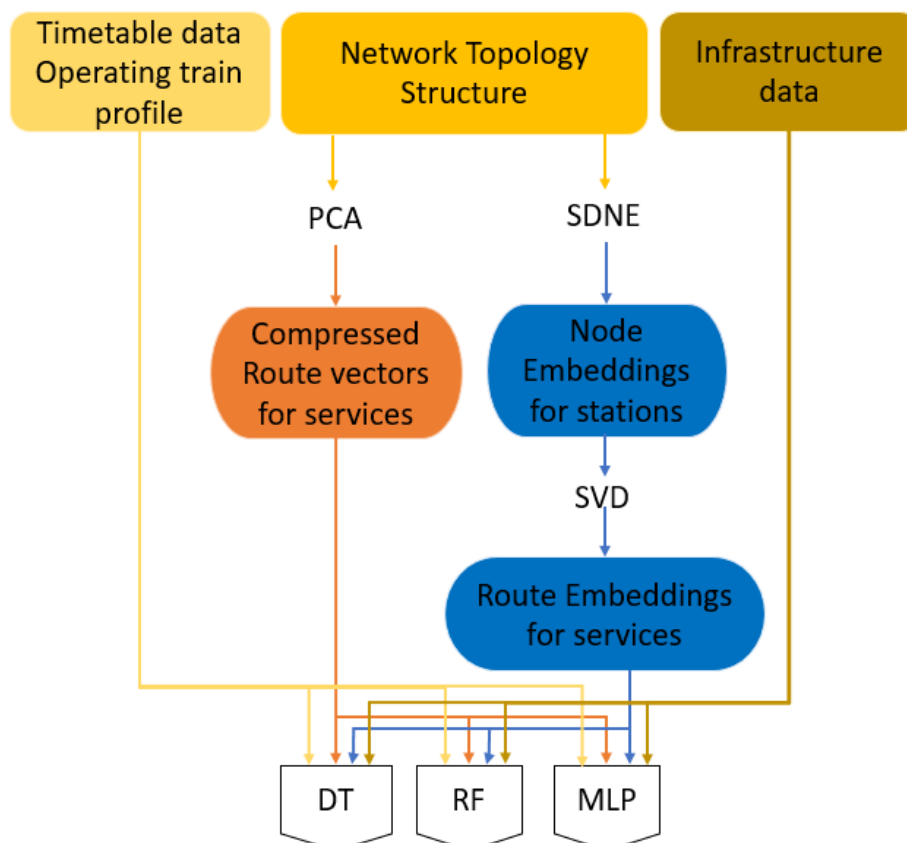 Timetable data
Operating train
profile
Network Topology
Structure
Infrastructure
data
PCA
SDNE
Compressed
Route vectors
for services
Node
Embeddings
for stations
SVD
Route Embeddings
for services
DT
RF
MLP